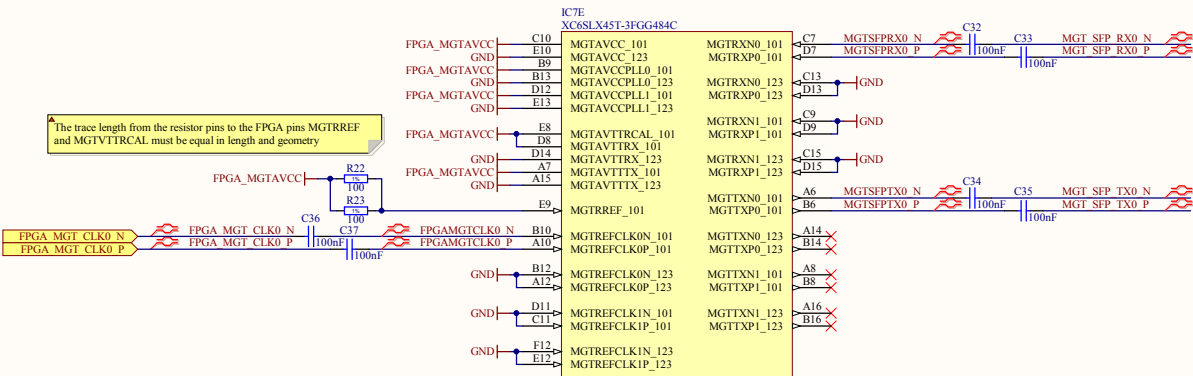 IC7E
XC6SLX45T-3FGG484C
FPGA_MGTAVCC C10 MGTAVCC_101
GND E10 MGTAVCC_123
FPGA_MGTAVCC B9 MGTAVCCPLL0_101
GND B13 MGTAVCCPLL0_123
FPGA_MGTAVCC D12 MGTAVCCPLL1_101
GND E13 MGTAVCCPLL1_123
The trace length from the resistor pins to the FPGA pins MGTRREF
and MGTVTTRCAL must be equal in length and geometry
FPGA_MGTAVCC E8 MGTAVTTRCAL_101
D8 MGTAVTTRX_101
GND D14 MGTAVTTRX_123
FPGA_MGTAVCC A7 MGTAVTTTX_101
GND A15 MGTAVTTTX_123
FPGA_MGTAVCC
R22
1%
100
R23
1%
100
E9 MGTRREF_101
FPGA_MGT_CLK0_N FPGA_MGT_CLK0_N C36 100nF FPGAMGTCLK0_N B10 MGTREFCLK0N_101
FPGA_MGT_CLK0_P FPGA_MGT_CLK0_P C37 100nF FPGAMGTCLK0_P A10 MGTREFCLK0P_101
GND B12 MGTREFCLK0N_123
A12 MGTREFCLK0P_123
GND D11 MGTREFCLK1N_101
C11 MGTREFCLK1P_101
GND F12 MGTREFCLK1N_123
E12 MGTREFCLK1P_123
MGTRXN0_101 C7 MGTSFPRX0_N C32 100nF MGT_SFP_RX0_N
MGTRXP0_101 D7 MGTSFPRX0_P C33 100nF MGT_SFP_RX0_P
MGTRXN0_123 C13 GND
MGTRXP0_123 D13
MGTRXN1_101 C9 GND
MGTRXP1_101 D9
MGTRXN1_123 C15 GND
MGTRXP1_123 D15
MGTTXN0_101 A6 MGTSFPTX0_N C34 100nF MGT_SFP_TX0_N
MGTTXP0_101 B6 MGTSFPTX0_P C35 100nF MGT_SFP_TX0_P
MGTTXN0_123 A14
MGTTXP0_123 B14
MGTTXN1_101 A8
MGTTXP1_101 B8
MGTTXN1_123 A16
MGTTXP1_123 B16